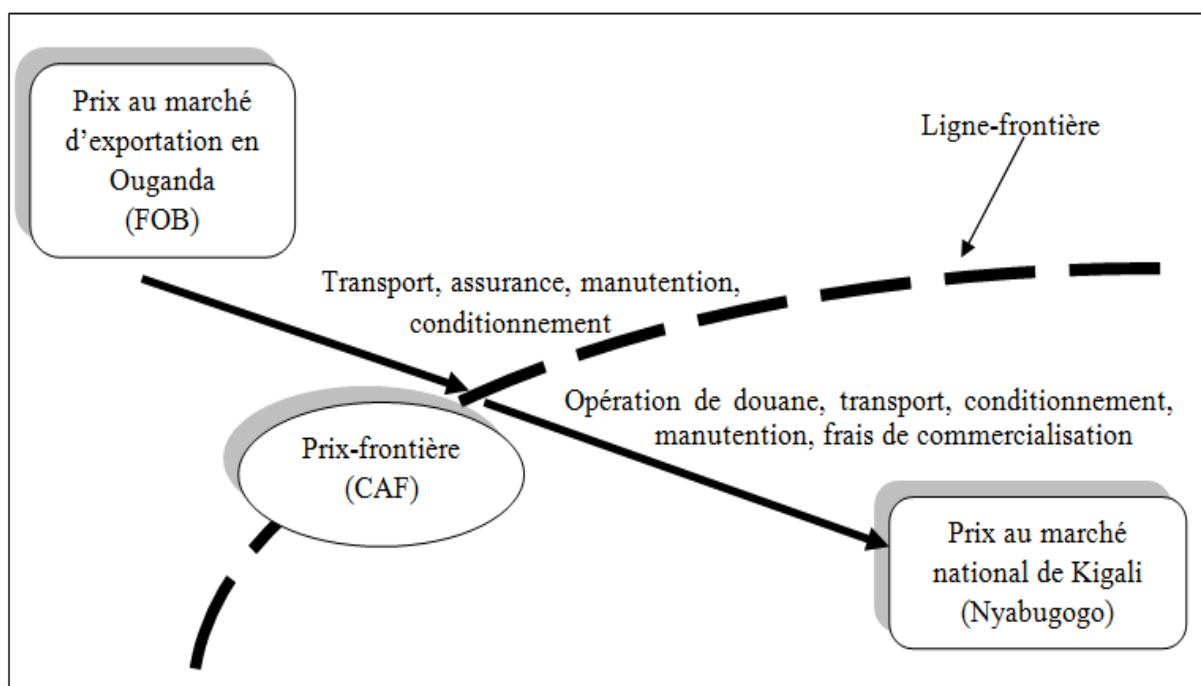 Prix au marché
d’exportation en
Ouganda
(FOB)
Ligne-frontière
Transport, assurance, manutention,
conditionnement
Opération de douane, transport, conditionnement,
manutention, frais de commercialisation
Prix-frontière
(CAF)
Prix au marché
national de Kigali
(Nyabugogo)